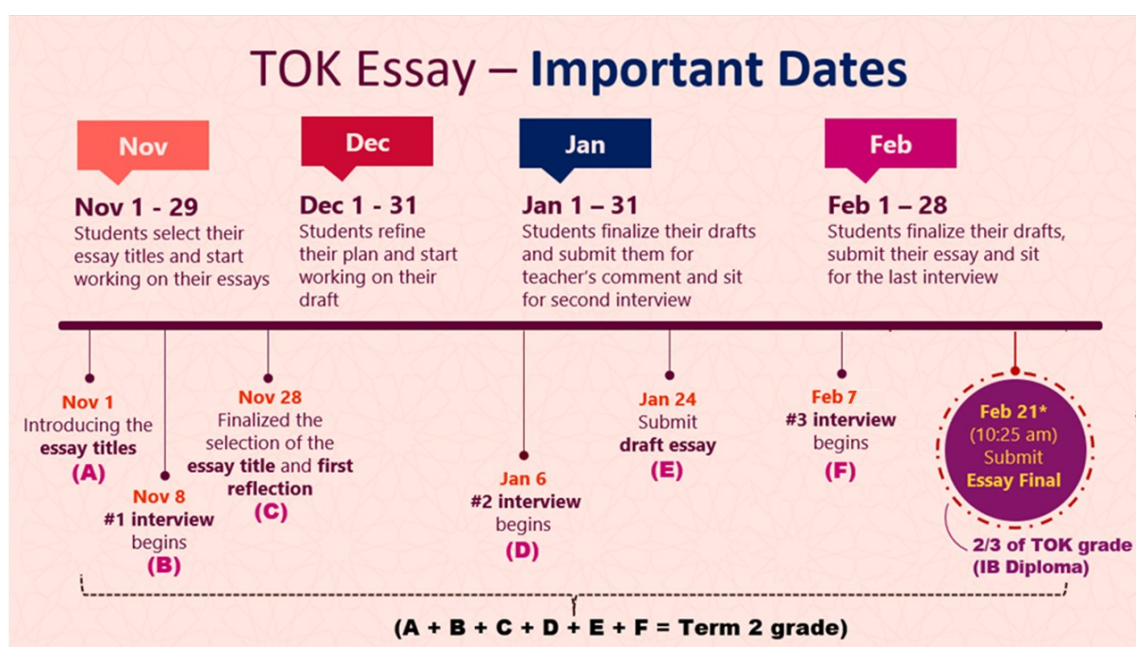 TOK Essay – Important Dates
Nov
Nov 1 - 29
Students select their
essay titles and start
working on their essays
Dec
Dec 1 - 31
Students refine
their plan and start
working on their
draft
Jan
Jan 1 – 31
Students finalize their drafts
and submit them for
teacher's comment and sit
for second interview
Feb
Feb 1 – 28
Students finalize their drafts,
submit their essay and sit
for the last interview
Nov 1
Introducing the
essay titles
(A)
Nov 8
#1 interview
begins
(B)
Nov 28
Finalized the
selection of the
essay title and first
reflection
(C)
Jan 6
#2 interview
begins
(D)
Jan 24
Submit
draft essay
(E)
Feb 7
#3 interview
begins
(F)
Feb 21*
(10:25 am)
Submit
Essay Final
2/3 of TOK grade
(IB Diploma)
(A + B + C + D + E + F = Term 2 grade)